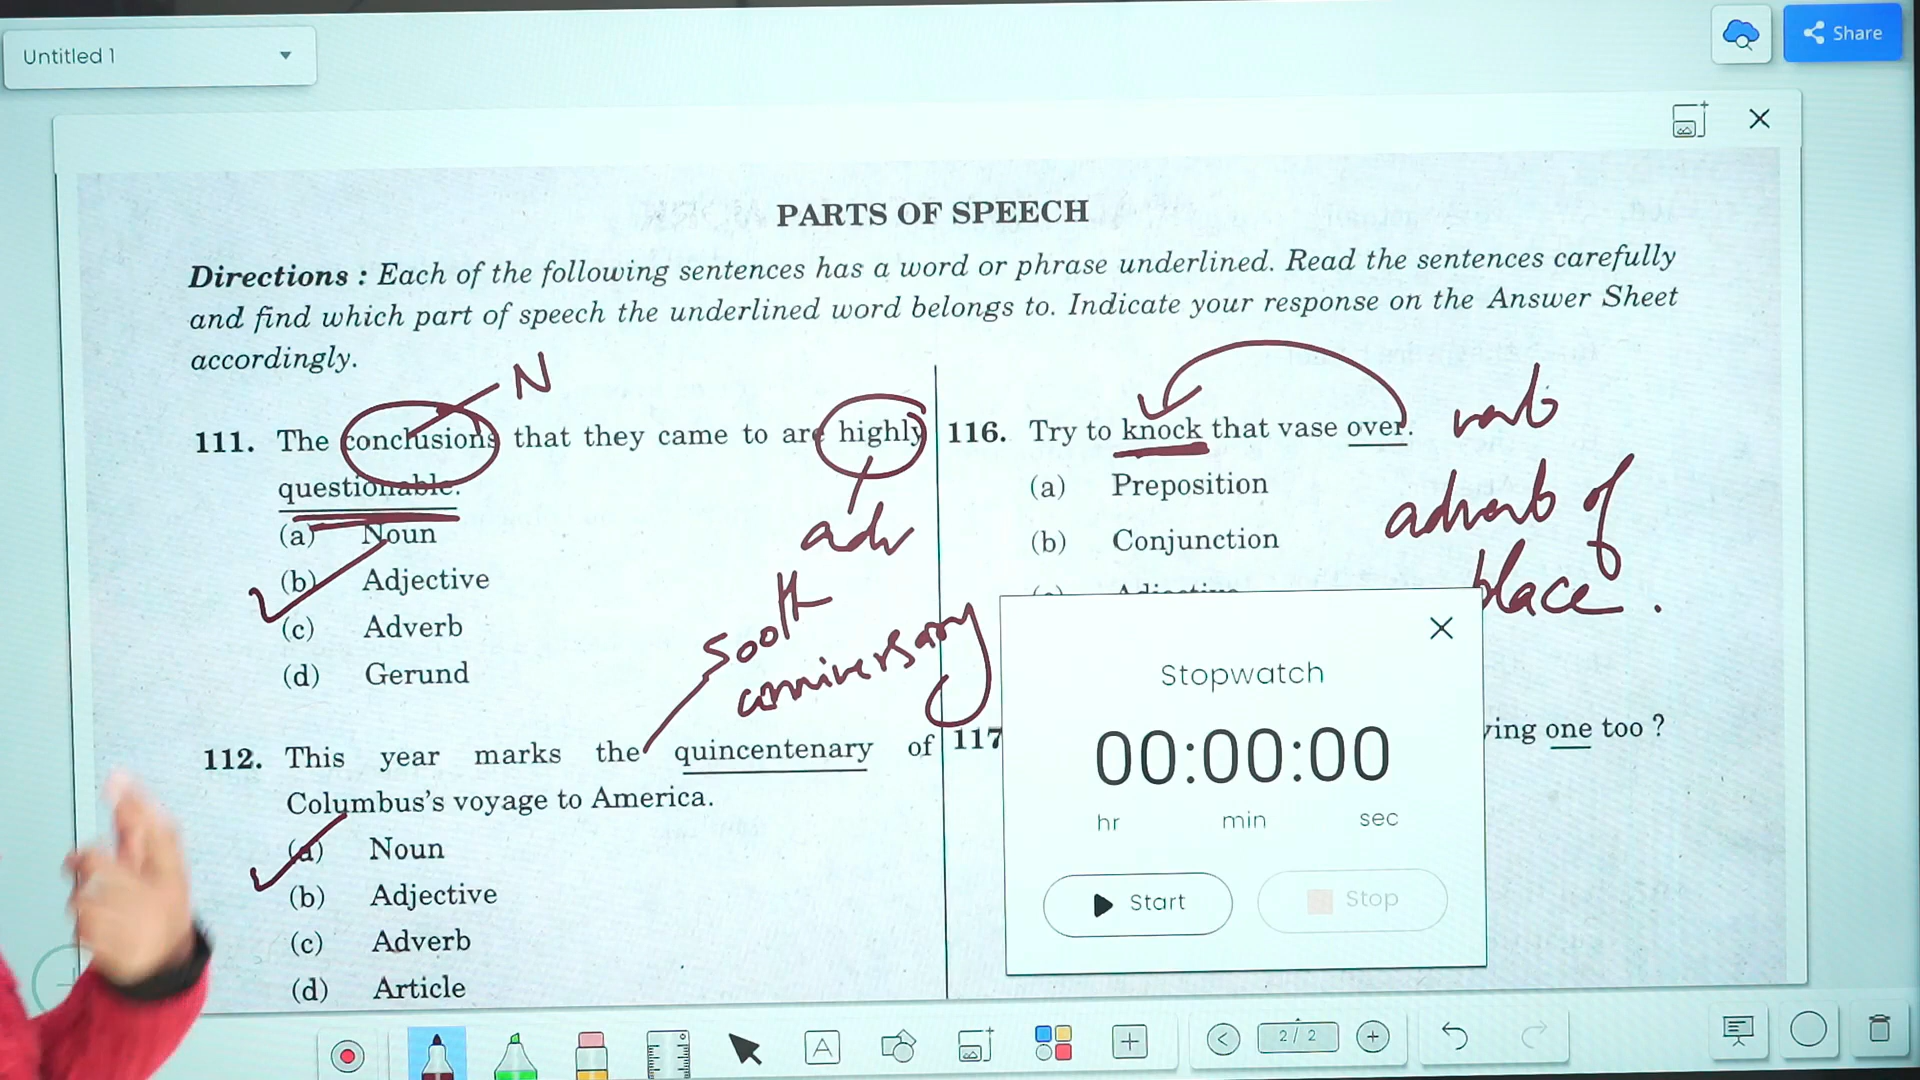 Untitled 1
Share
PARTS OF SPEECH
Directions : Each of the following sentences has a word or phrase underlined. Read the sentences carefully
and find which part of speech the underlined word belongs to. Indicate your response on the Answer Sheet
accordingly.
N
111. The conclusions that they came to are highly
questionable.
adv
(a) Noun
(b) Adjective
(c) Adverb
(d) Gerund
500th
anniversary
112. This year marks the quincentenary of
Columbus's voyage to America.
(a) Noun
(b) Adjective
(c) Adverb
(d) Article
116. Try to knock that vase over.
verb
(a) Preposition
(b) Conjunction
adverb of
place.
117
one too ?
Stopwatch
00:00:00
hr min sec
Start
Stop
A
2 / 2